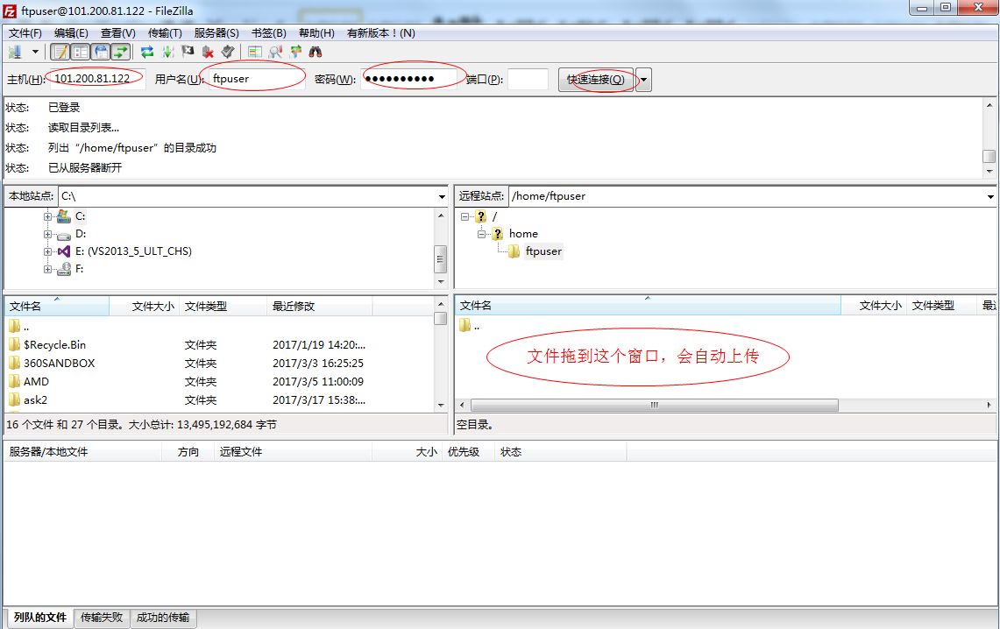 ftpuser@101.200.81.122 - FileZilla
文件(F) 编辑(E) 查看(V) 传输(T) 服务器(S) 书签(B) 帮助(H) 有新版本！(N)
主机(H): 101.200.81.122 用户名(U): ftpuser 密码(W): ●●●●●●●●●● 端口(P): 快速连接(Q)
状态: 已登录
状态: 读取目录列表...
状态: 列出“/home/ftpuser”的目录成功
状态: 已从服务器断开
本地站点: C:\
C:
D:
E: (VS2013_5_ULT_CHS)
F:
远程站点: /home/ftpuser
/
home
ftpuser
文件名 文件大小 文件类型 最近修改
..
$Recycle.Bin 文件夹 2017/1/19 14:20:...
360SANDBOX 文件夹 2017/3/3 16:25:25
AMD 文件夹 2017/3/5 11:00:09
ask2 文件夹 2017/3/17 15:38:...
16 个文件 和 27 个目录。大小总计: 13,495,192,684 字节
文件名 文件大小 文件类型 最近
..
文件拖到这个窗口，会自动上传
空目录。
服务器/本地文件 方向 远程文件 大小 优先级 状态
列队的文件 传输失败 成功的传输